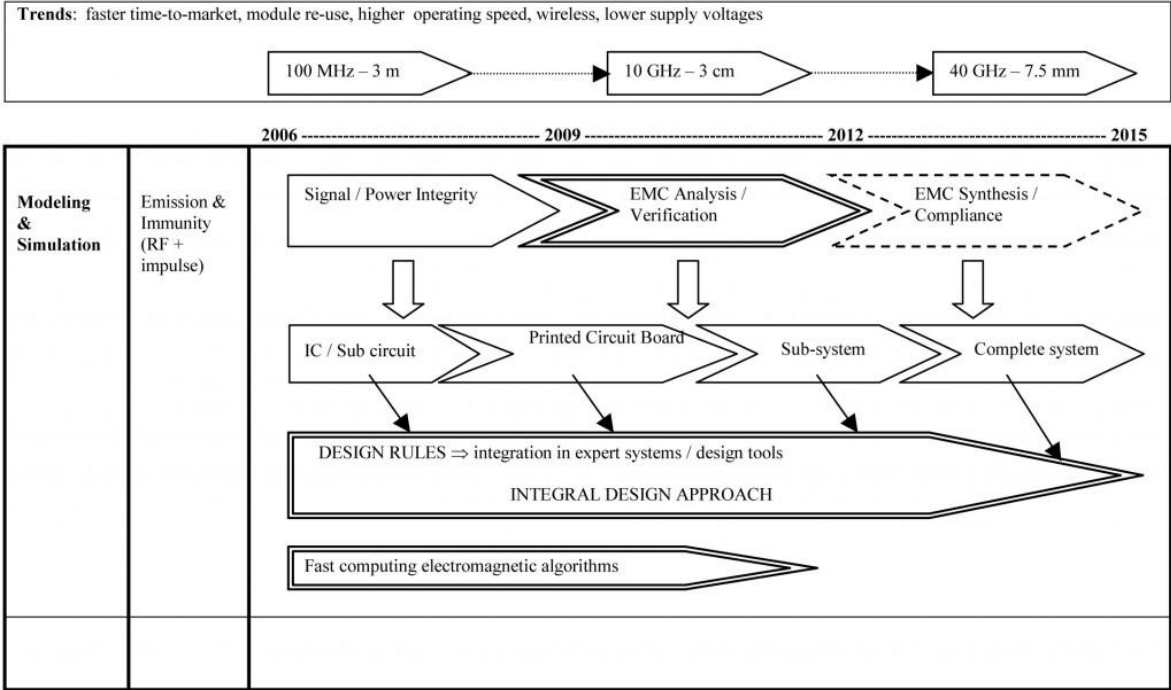 Trends: faster time-to-market, module re-use, higher operating speed, wireless, lower supply voltages
100 MHz – 3 m
10 GHz – 3 cm
40 GHz – 7.5 mm
2006 ---------------------------------- 2009 ---------------------------------- 2012 ---------------------------------- 2015
Modeling
&
Simulation
Emission &
Immunity
(RF +
impulse)
Signal / Power Integrity
EMC Analysis /
Verification
EMC Synthesis /
Compliance
IC / Sub circuit
Printed Circuit Board
Sub-system
Complete system
DESIGN RULES ⇒ integration in expert systems / design tools
INTEGRAL DESIGN APPROACH
Fast computing electromagnetic algorithms